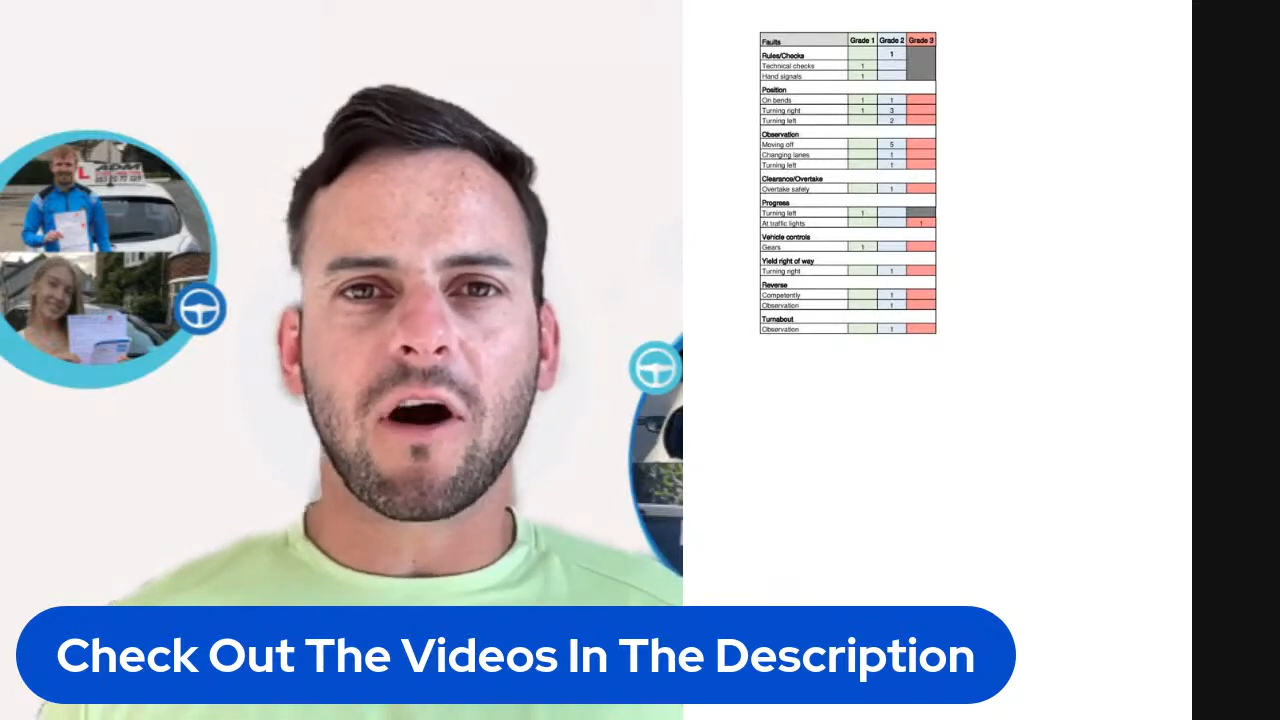 Faults Grade 1 Grade 2 Grade 3
Rules/Checks 1
Technical checks 1
Hand signals 1
Position
On bends 1 1
Turning right 1 3
Turning left 2
Observation
Moving off 5
Changing lanes 1
Turning left 1
Clearance/Overtake
Overtake safely 1
Progress
Turning left 1
At traffic lights 1
Vehicle controls
Gears 1
Yield right of way
Turning right 1
Reverse
Competently 1
Observation 1
Turnabout
Observation 1
Check Out The Videos In The Description